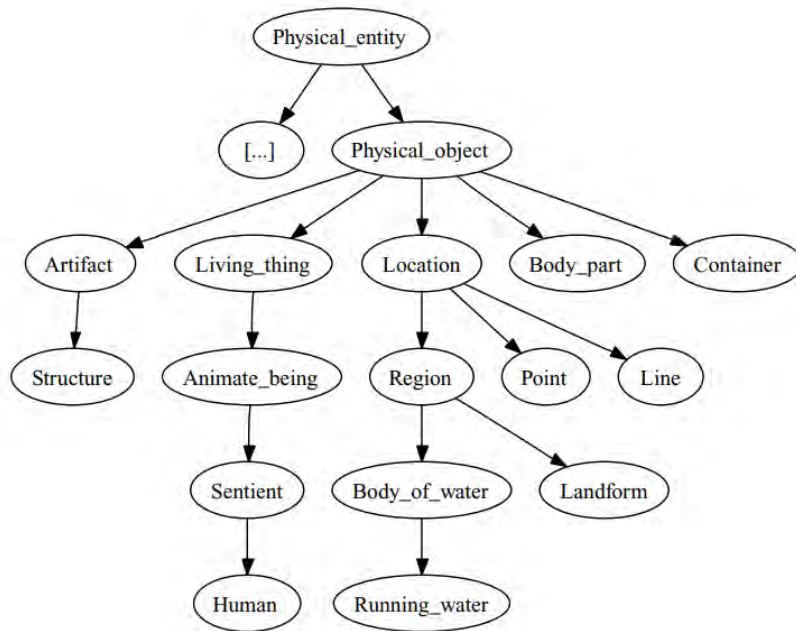 Physical_entity
[...]
Physical_object
Artifact
Living_thing
Location
Body_part
Container
Structure
Animate_being
Region
Point
Line
Sentient
Body_of_water
Landform
Human
Running_water